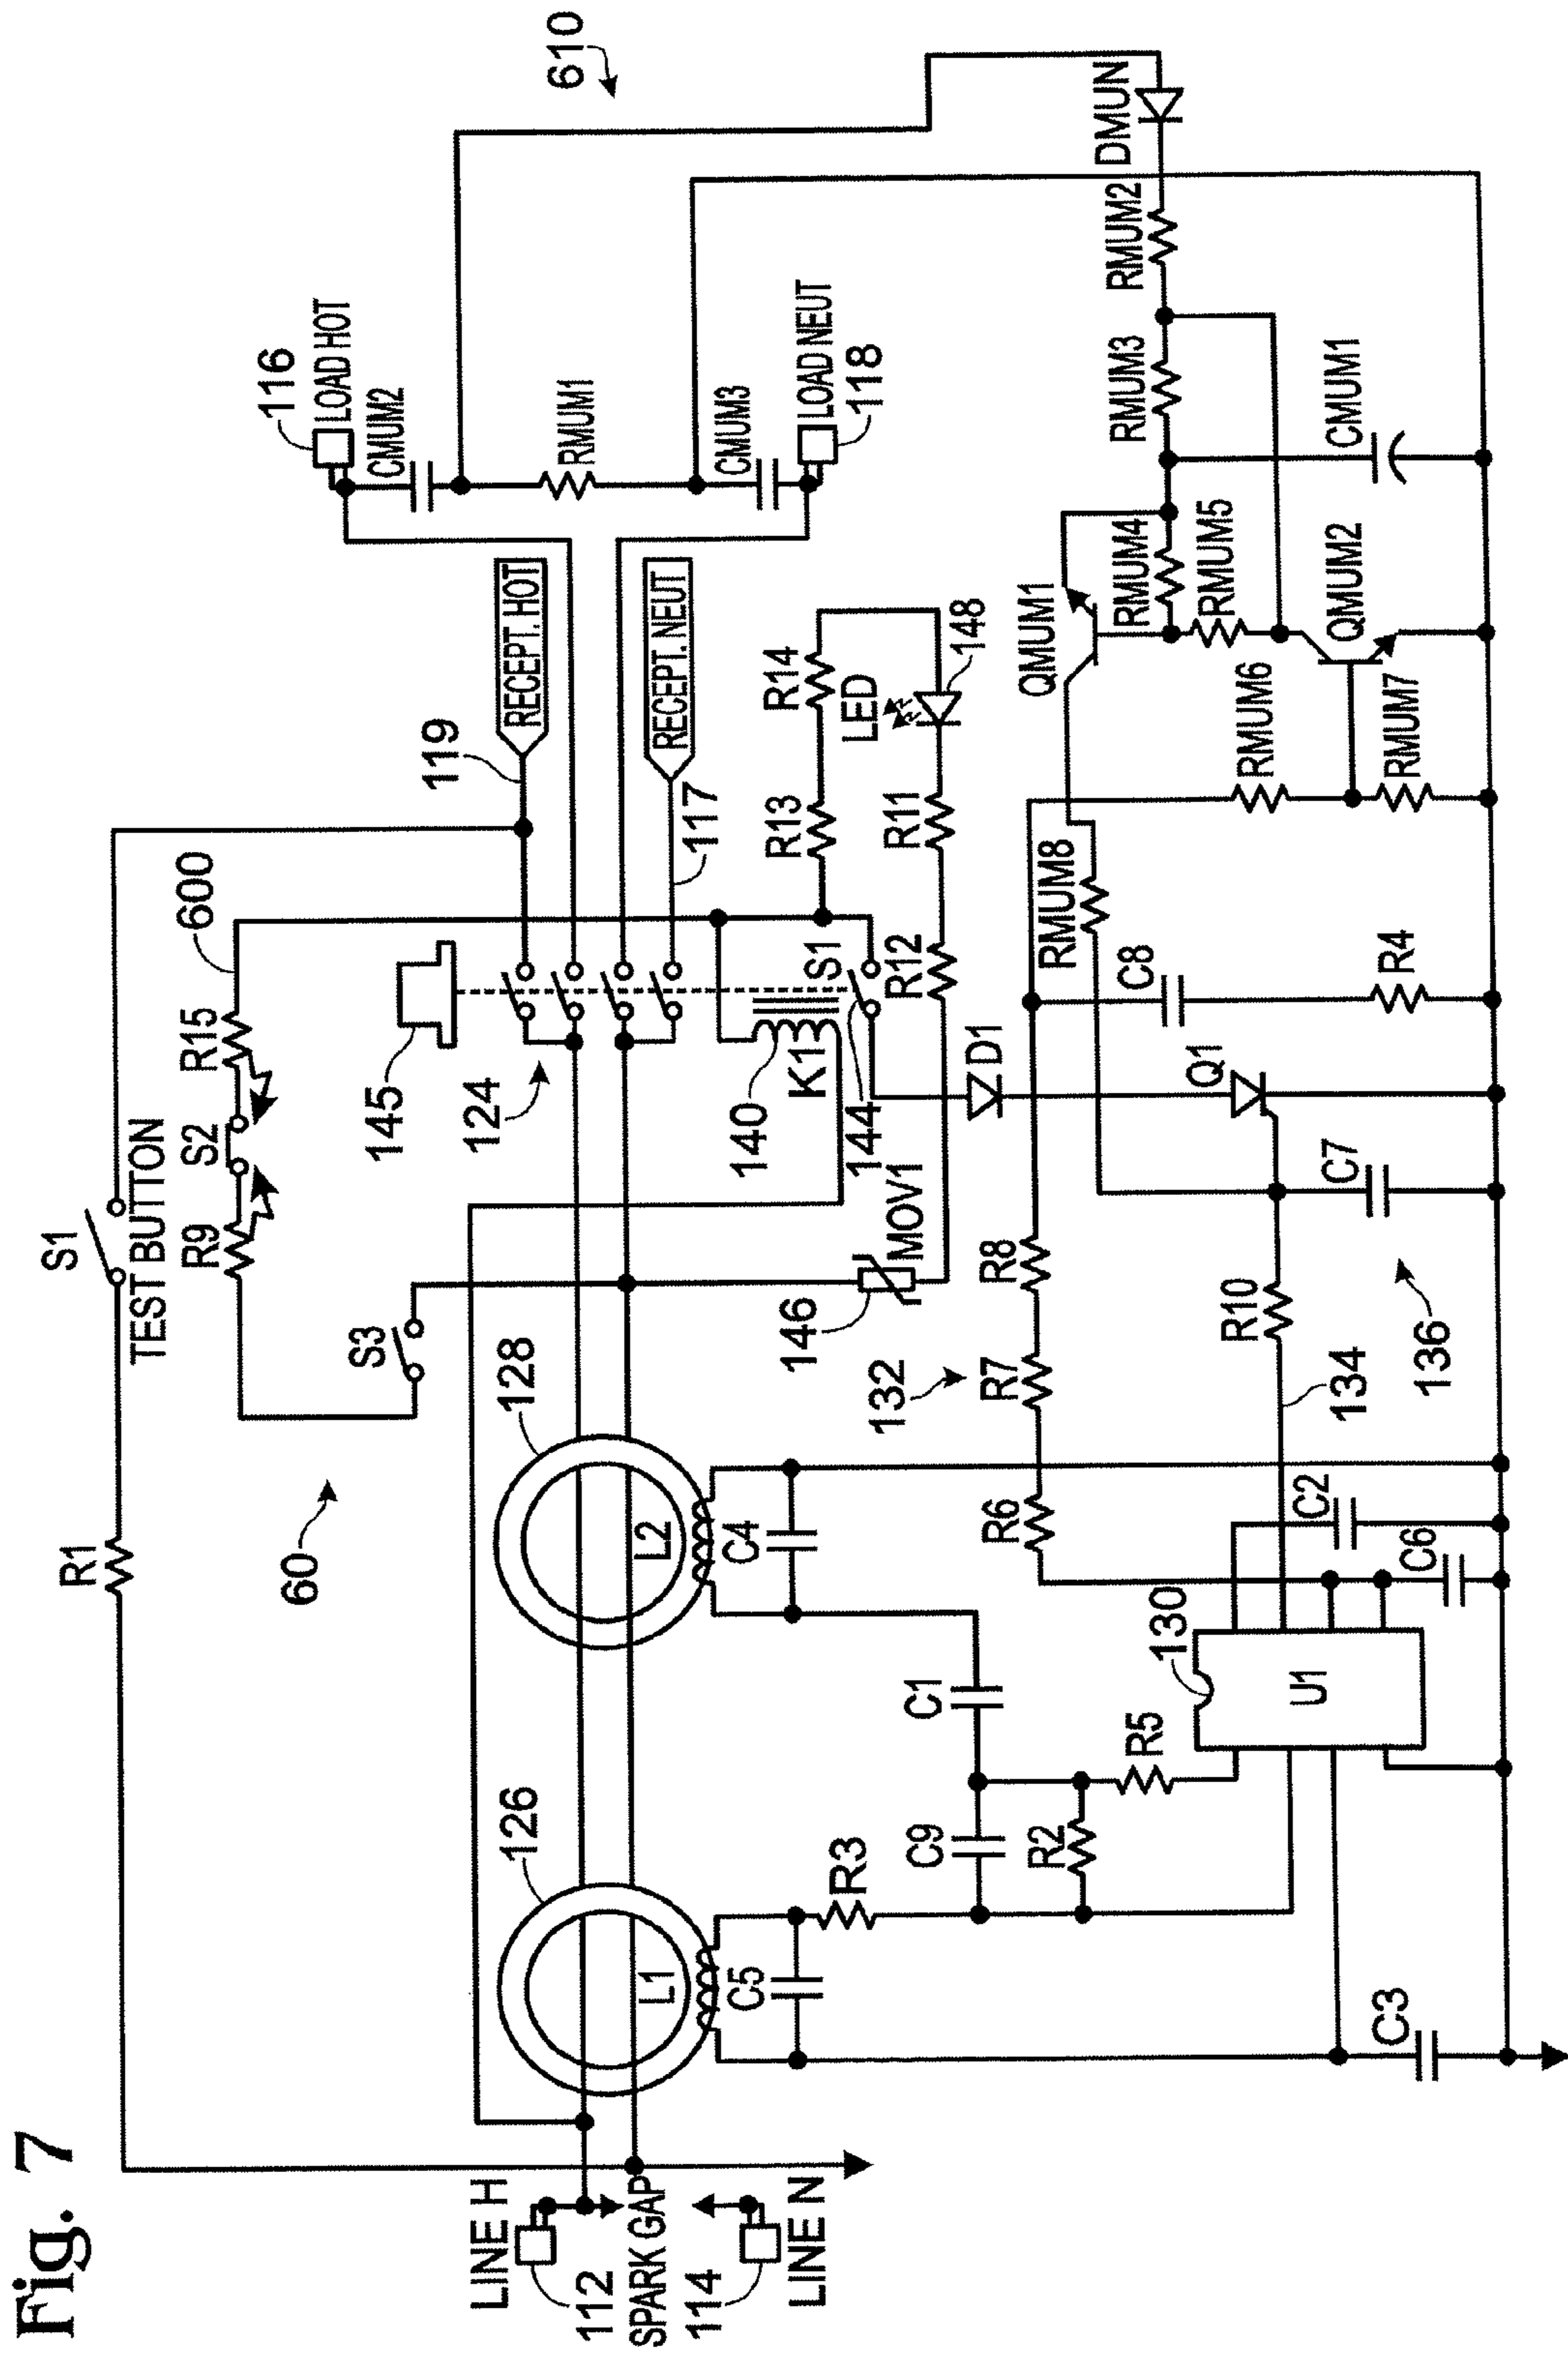 Fig. 7
610
116
LOAD HOT
CMUM2
RMUM1
CMUM3
LOAD NEUT
118
DMUN
RMUM2
RMUM3
CMUM1
RMUM4
RMUM5
QMUM1
QMUM2
RMUM6
RMUM7
RMUM8
RECEPT. HOT
RECEPT. NEUT
119
117
R14
LED
148
R13
R11
R12
600
R15
S2
R9
S3
145
124
140
K1
144
S1
S1
TEST BUTTON
R1
60
D1
Q1
C8
R4
C7
MOV1
146
132
R8
R7
R6
R10
134
136
128
L2
C4
C2
C6
130
U1
C1
R5
C9
R2
R3
126
L1
C5
C3
LINE H
112
SPARK GAP
114
LINE N